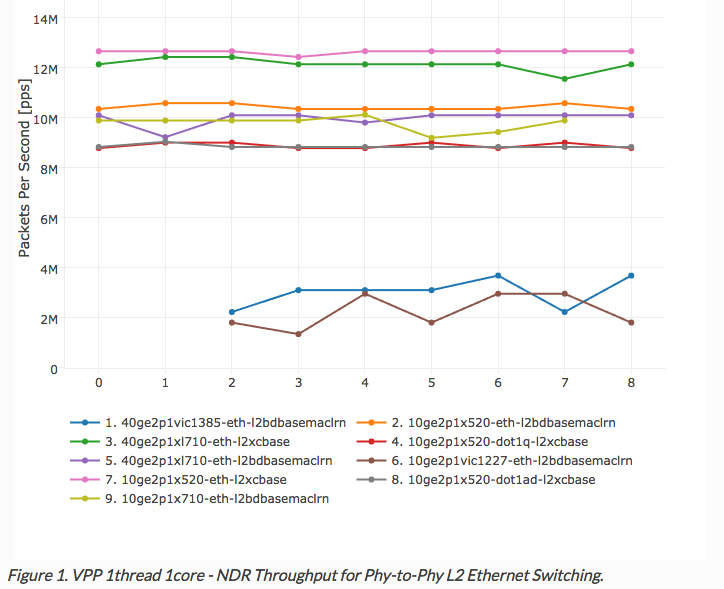 14M
12M
10M
8M
6M
4M
2M
0
Packets Per Second [pps]
0 1 2 3 4 5 6 7 8
1. 40ge2p1vic1385-eth-l2bdbasemaclrn 2. 10ge2p1x520-eth-l2bdbasemaclrn
3. 40ge2p1xl710-eth-l2xcbase 4. 10ge2p1x520-dot1q-l2xcbase
5. 40ge2p1xl710-eth-l2bdbasemaclrn 6. 10ge2p1vic1227-eth-l2bdbasemaclrn
7. 10ge2p1x520-eth-l2xcbase 8. 10ge2p1x520-dot1ad-l2xcbase
9. 10ge2p1x710-eth-l2bdbasemaclrn
Figure 1. VPP 1thread 1core - NDR Throughput for Phy-to-Phy L2 Ethernet Switching.